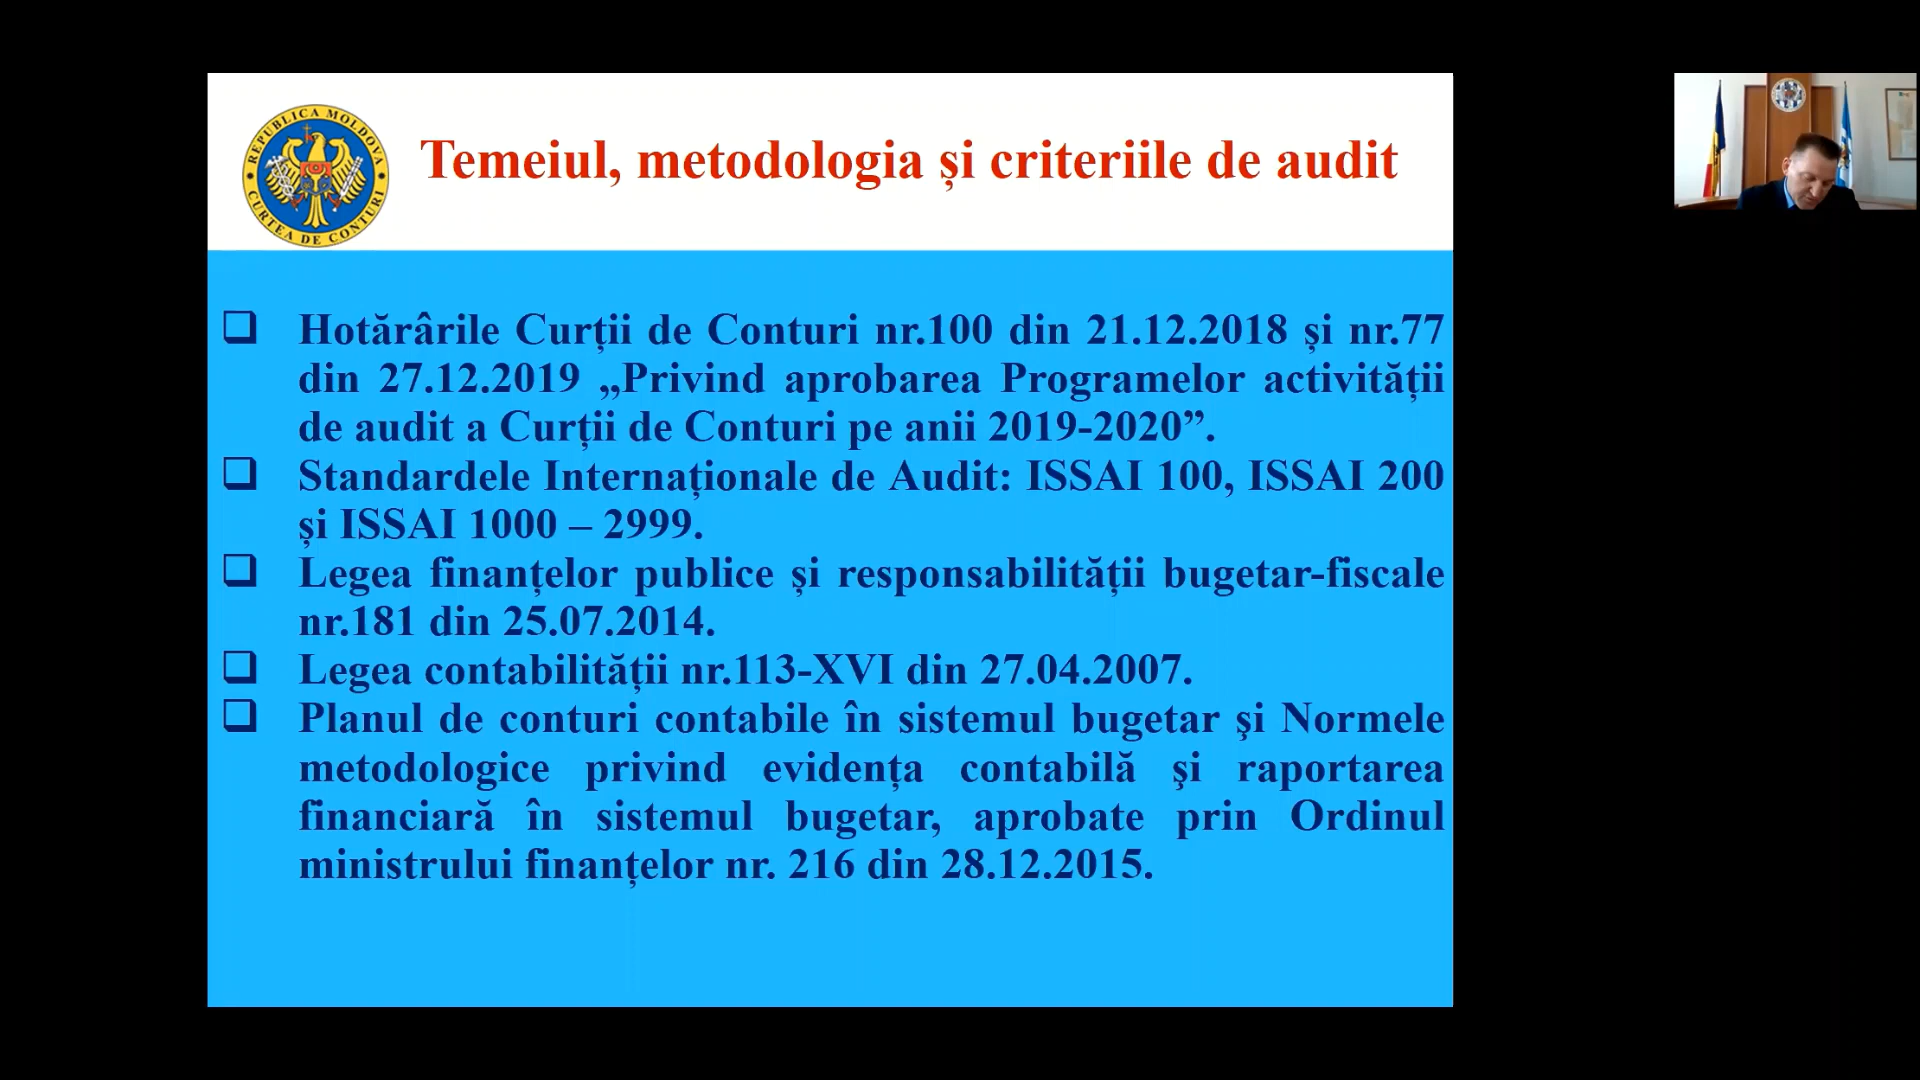 REPUBLICA MOLDOVA
CURTEA DE CONTURI
Temeiul, metodologia și criteriile de audit
Hotărârile Curții de Conturi nr.100 din 21.12.2018 și nr.77
din 27.12.2019 „Privind aprobarea Programelor activității
de audit a Curții de Conturi pe anii 2019-2020”.
Standardele Internaționale de Audit: ISSAI 100, ISSAI 200
și ISSAI 1000 – 2999.
Legea finanțelor publice și responsabilității bugetar-fiscale
nr.181 din 25.07.2014.
Legea contabilității nr.113-XVI din 27.04.2007.
Planul de conturi contabile în sistemul bugetar şi Normele
metodologice privind evidența contabilă şi raportarea
financiară în sistemul bugetar, aprobate prin Ordinul
ministrului finanțelor nr. 216 din 28.12.2015.